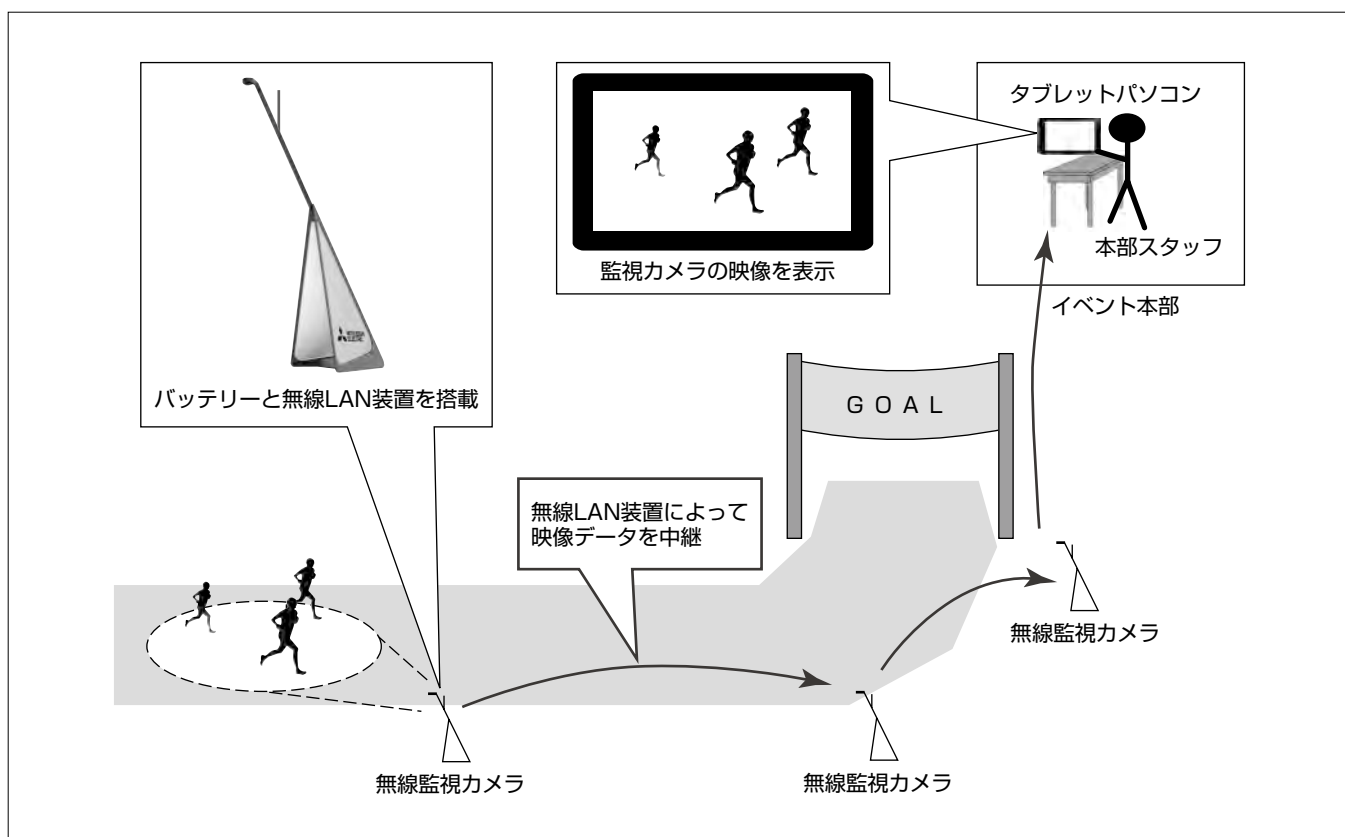 バッテリーと無線LAN装置を搭載
監視カメラの映像を表示
タブレットパソコン
本部スタッフ
イベント本部
GOAL
無線LAN装置によって
映像データを中継
無線監視カメラ
無線監視カメラ
無線監視カメラ